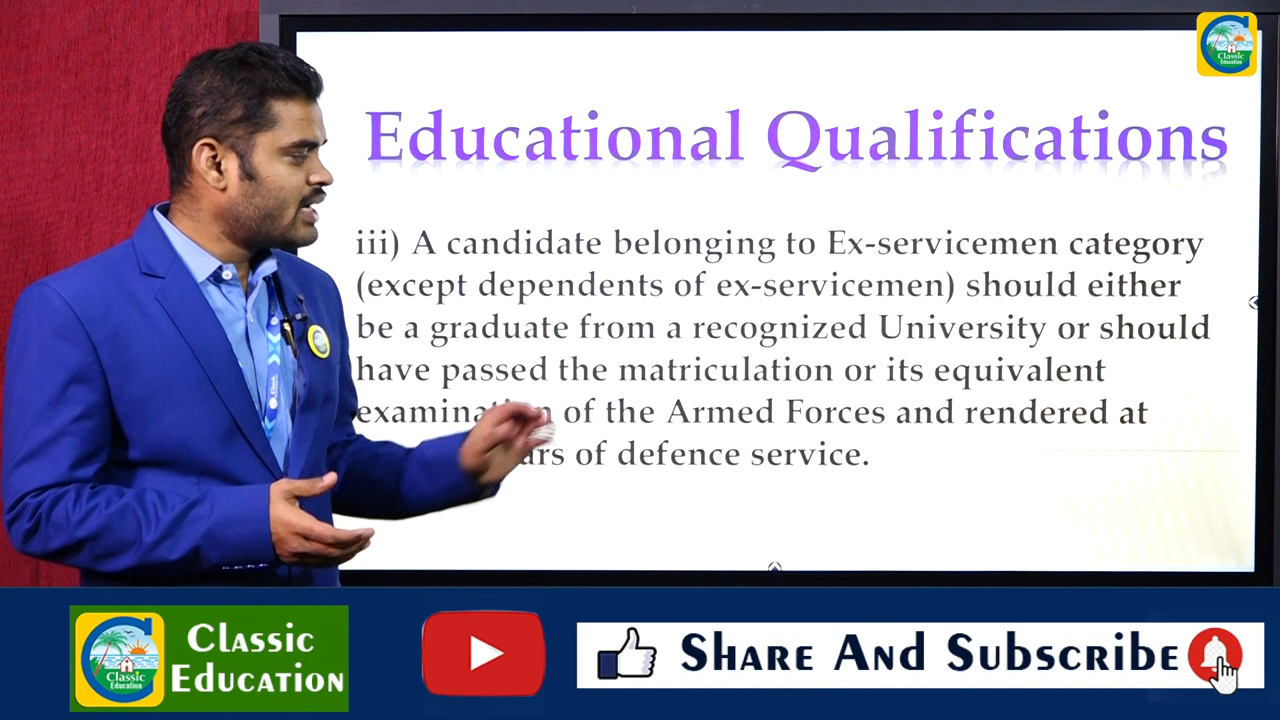 Classic
Education
Educational Qualifications
iii) A candidate belonging to Ex-servicemen category
(except dependents of ex-servicemen) should either
be a graduate from a recognized University or should
have passed the matriculation or its equivalent
of the Armed Forces and rendered at
of defence service.
Classic
Education
Classic
Education
Share And Subscribe